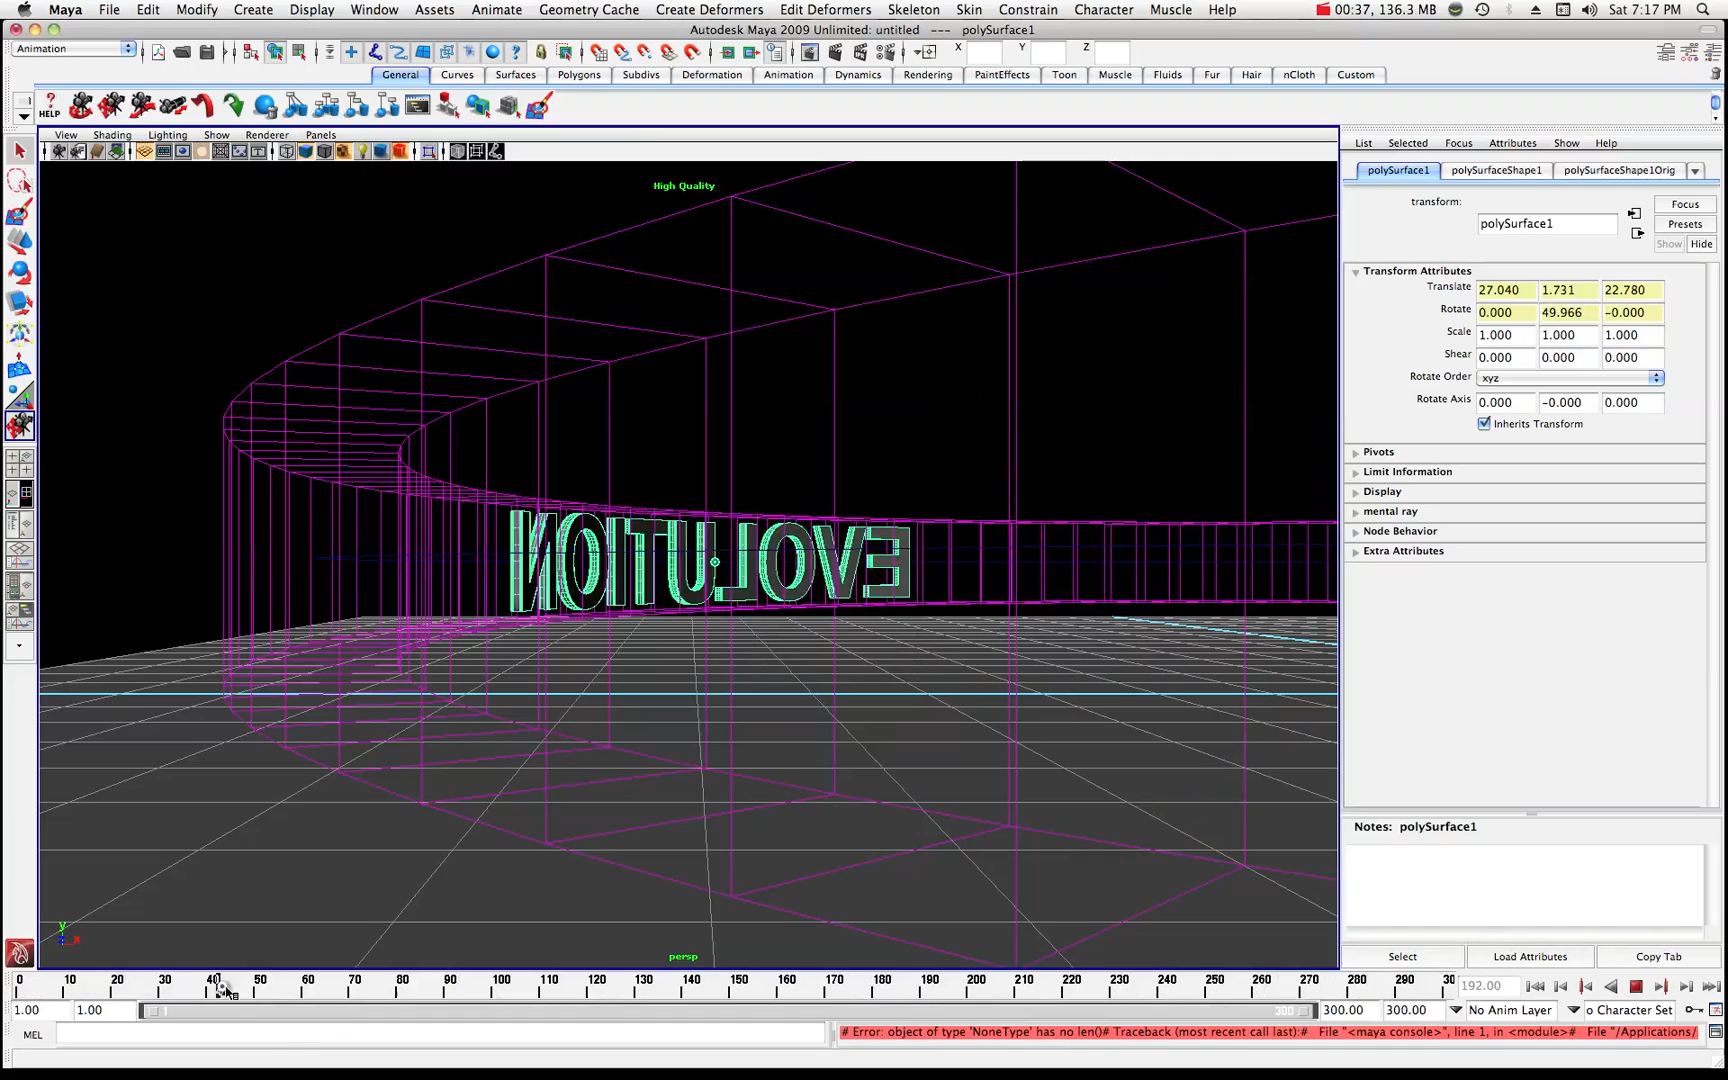 Maya File Edit Modify Create Display Window Assets Animate Geometry Cache Create Deformers Edit Deformers Skeleton Skin Constrain Character Muscle Help 00:37, 136.3 MB Sat 7:17 PM
Autodesk Maya 2009 Unlimited: untitled --- polySurface1
Animation X Y Z
General Curves Surfaces Polygons Subdivs Deformation Animation Dynamics Rendering PaintEffects Toon Muscle Fluids Fur Hair nCloth Custom
HELP
View Shading Lighting Show Renderer Panels
List Selected Focus Attributes Show Help
High Quality
polySurface1 polySurfaceShape1 polySurfaceShape1Orig
transform: polySurface1
Focus
Presets
Show Hide
Transform Attributes
Translate 27.040 1.731 22.780
Rotate 0.000 49.966 -0.000
Scale 1.000 1.000 1.000
Shear 0.000 0.000 0.000
Rotate Order xyz
Rotate Axis 0.000 -0.000 0.000
Inherits Transform
Pivots
Limit Information
Display
mental ray
Node Behavior
Extra Attributes
EVOLUTION
Notes: polySurface1
y
z x
persp
Select Load Attributes Copy Tab
0 10 20 30 40 50 60 70 80 90 100 110 120 130 140 150 160 170 180 190 200 210 220 230 240 250 260 270 280 290 30 192.00
1.00 1.00 1 300 300.00 300.00 No Anim Layer o Character Set
MEL # Error: object of type 'NoneType' has no len()# Traceback (most recent call last):# File "<maya console>", line 1, in <module># File "/Applications/